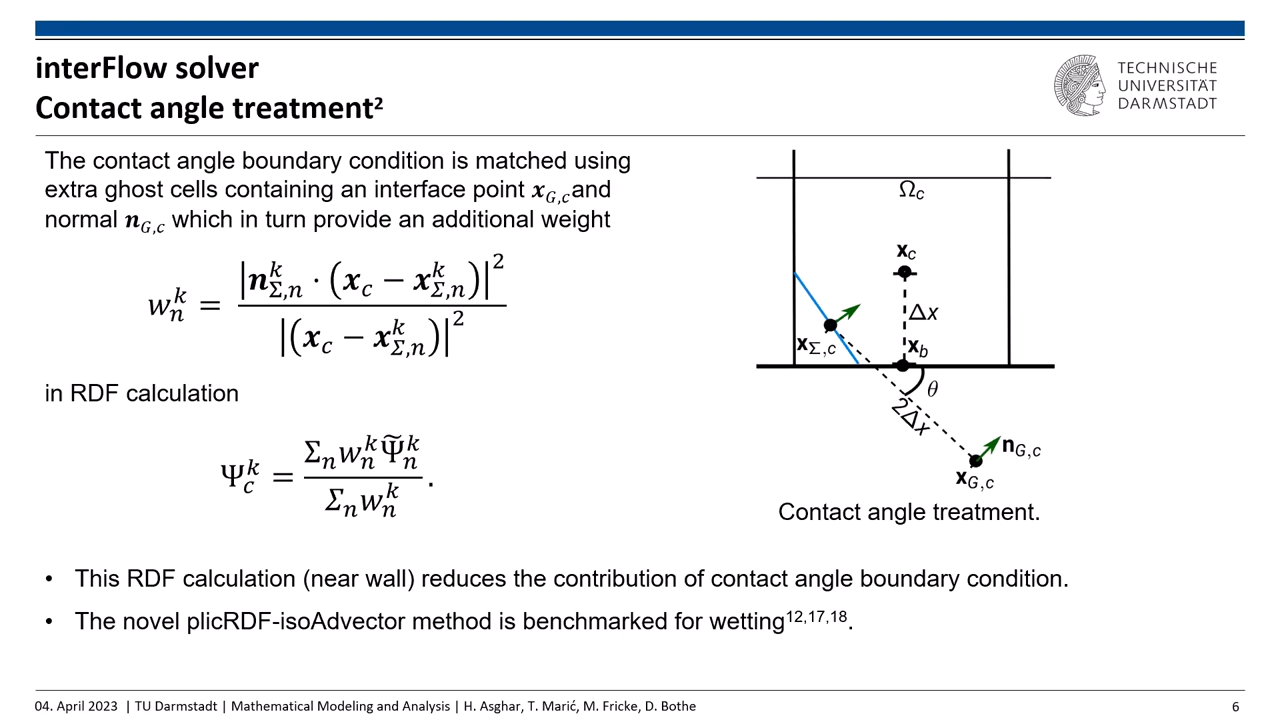 interFlow solver
Contact angle treatment²
TECHNISCHE
UNIVERSITÄT
DARMSTADT
The contact angle boundary condition is matched using
extra ghost cells containing an interface point 𝒙_{G,c}and
normal 𝒏_{G,c} which in turn provide an additional weight
w_n^k = |𝒏_{Σ,n}^k · (𝒙_c − 𝒙_{Σ,n}^k)|² / |(𝒙_c − 𝒙_{Σ,n}^k)|²
in RDF calculation
Ψ_c^k = Σ_n w_n^k Ψ̃_n^k / Σ_n w_n^k .
Ω_c
x_c
Δx
x_{Σ,c}
x_b
θ
2Δx
n_{G,c}
x_{G,c}
Contact angle treatment.
• This RDF calculation (near wall) reduces the contribution of contact angle boundary condition.
• The novel plicRDF-isoAdvector method is benchmarked for wetting¹²,¹⁷,¹⁸.
04. April 2023 | TU Darmstadt | Mathematical Modeling and Analysis | H. Asghar, T. Marić, M. Fricke, D. Bothe
6